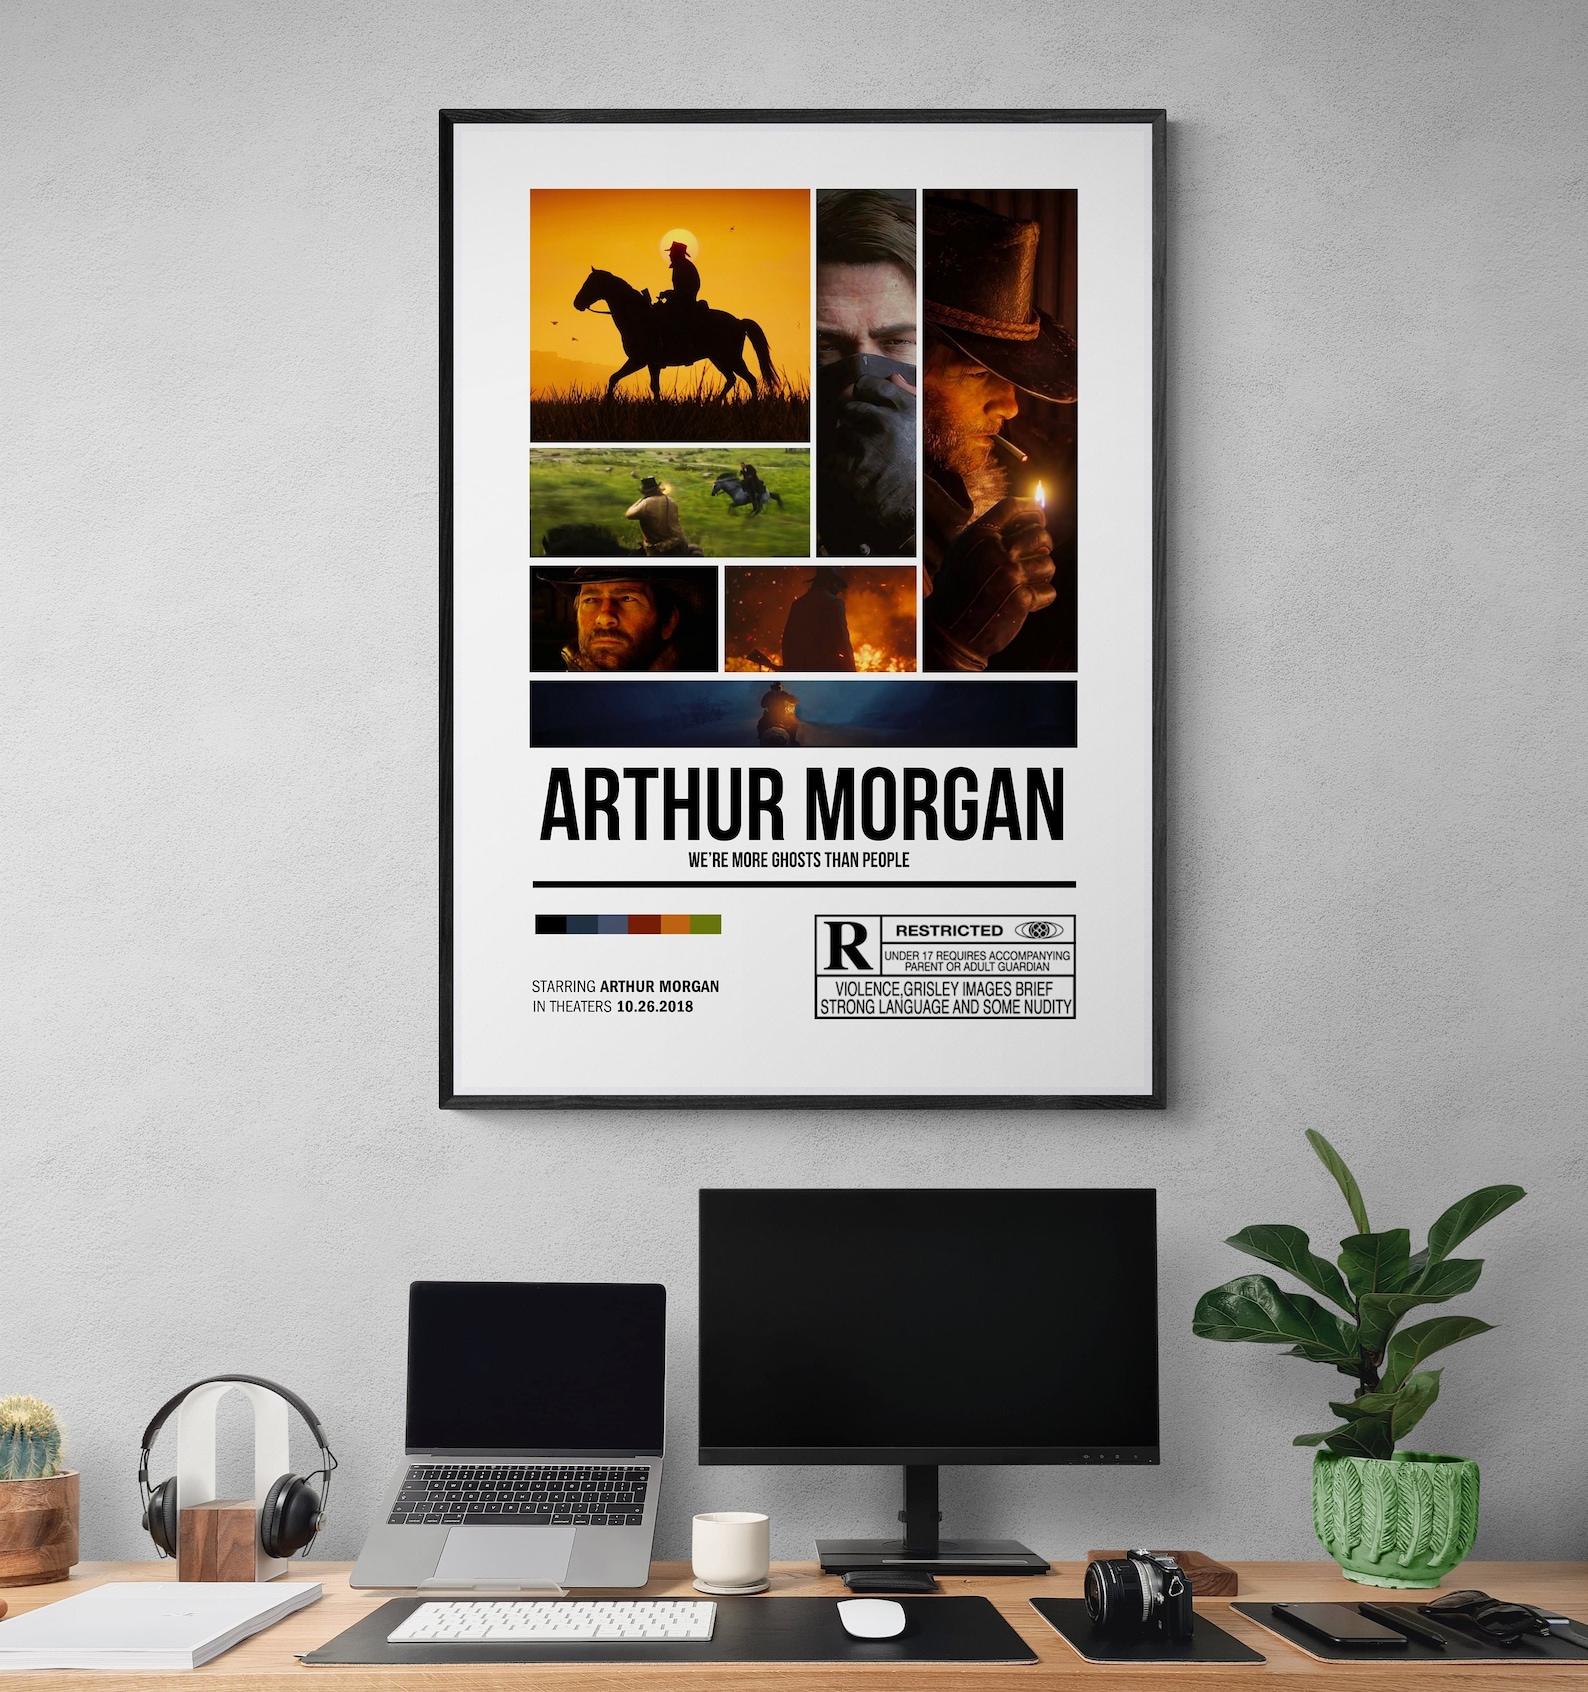 ARTHUR MORGAN
WE'RE MORE GHOSTS THAN PEOPLE
STARRING ARTHUR MORGAN
IN THEATERS 10.26.2018
R
RESTRICTED
UNDER 17 REQUIRES ACCOMPANYING
PARENT OR ADULT GUARDIAN
VIOLENCE,GRISLEY IMAGES BRIEF
STRONG LANGUAGE AND SOME NUDITY